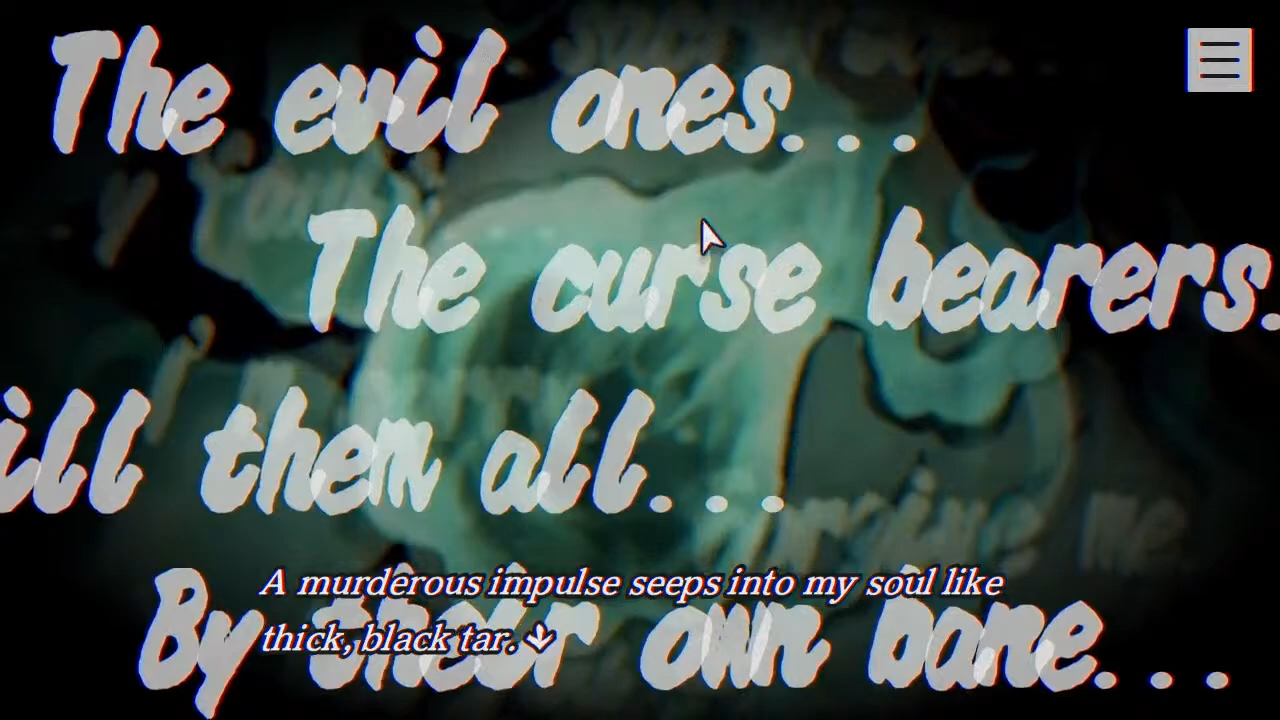 The evil ones...
The curse bearers.
ill them all...
By their own bane...
A murderous impulse seeps into my soul like
thick, black tar.